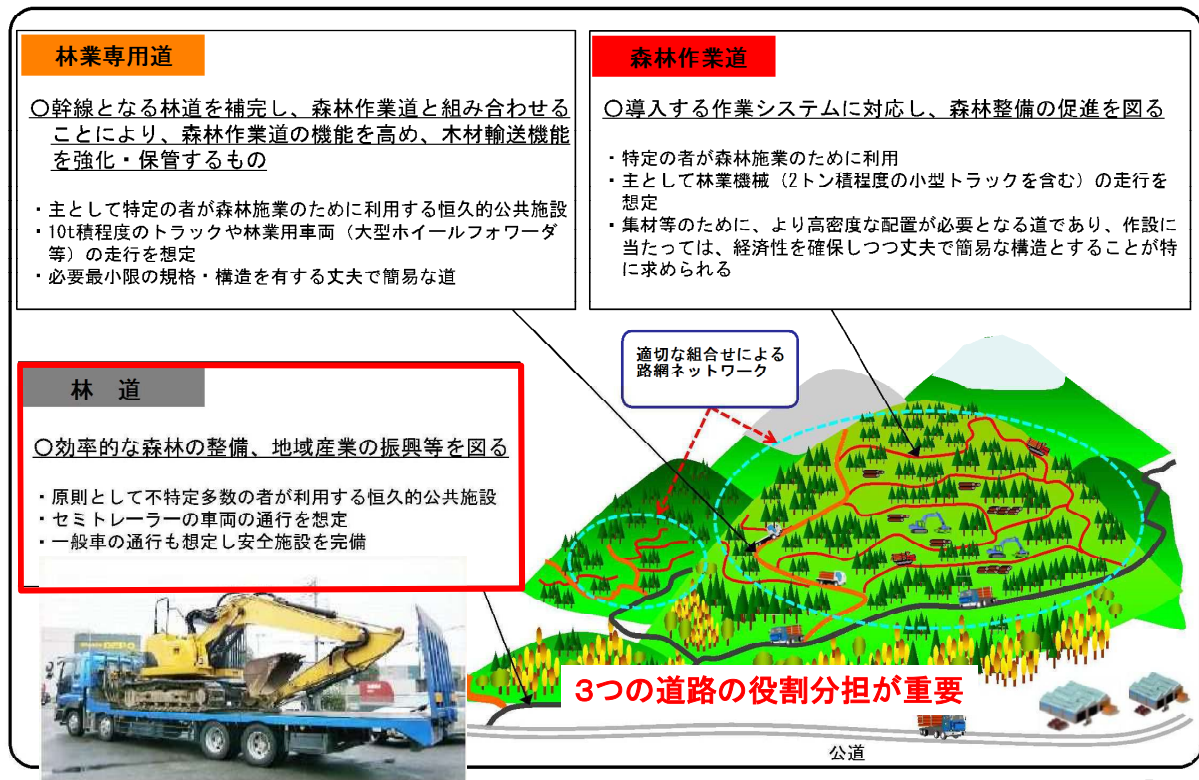 林業専用道
○幹線となる林道を補完し、森林作業道と組み合わせる
ことにより、森林作業道の機能を高め、木材輸送機能
を強化・保管するもの
・主として特定の者が森林施業のために利用する恒久的公共施設
・10t積程度のトラックや林業用車両（大型ホイールフォワーダ
等）の走行を想定
・必要最小限の規格・構造を有する丈夫で簡易な道
森林作業道
○導入する作業システムに対応し、森林整備の促進を図る
・特定の者が森林施業のために利用
・主として林業機械（2トン積程度の小型トラックを含む）の走行を
想定
・集材等のために、より高密度な配置が必要となる道であり、作設に
当たっては、経済性を確保しつつ丈夫で簡易な構造とすることが特
に求められる
適切な組合せによる
路網ネットワーク
林　道
○効率的な森林の整備、地域産業の振興等を図る
・原則として不特定多数の者が利用する恒久的公共施設
・セミトレーラーの車両の通行を想定
・一般車の通行も想定し安全施設を完備
3つの道路の役割分担が重要
公道